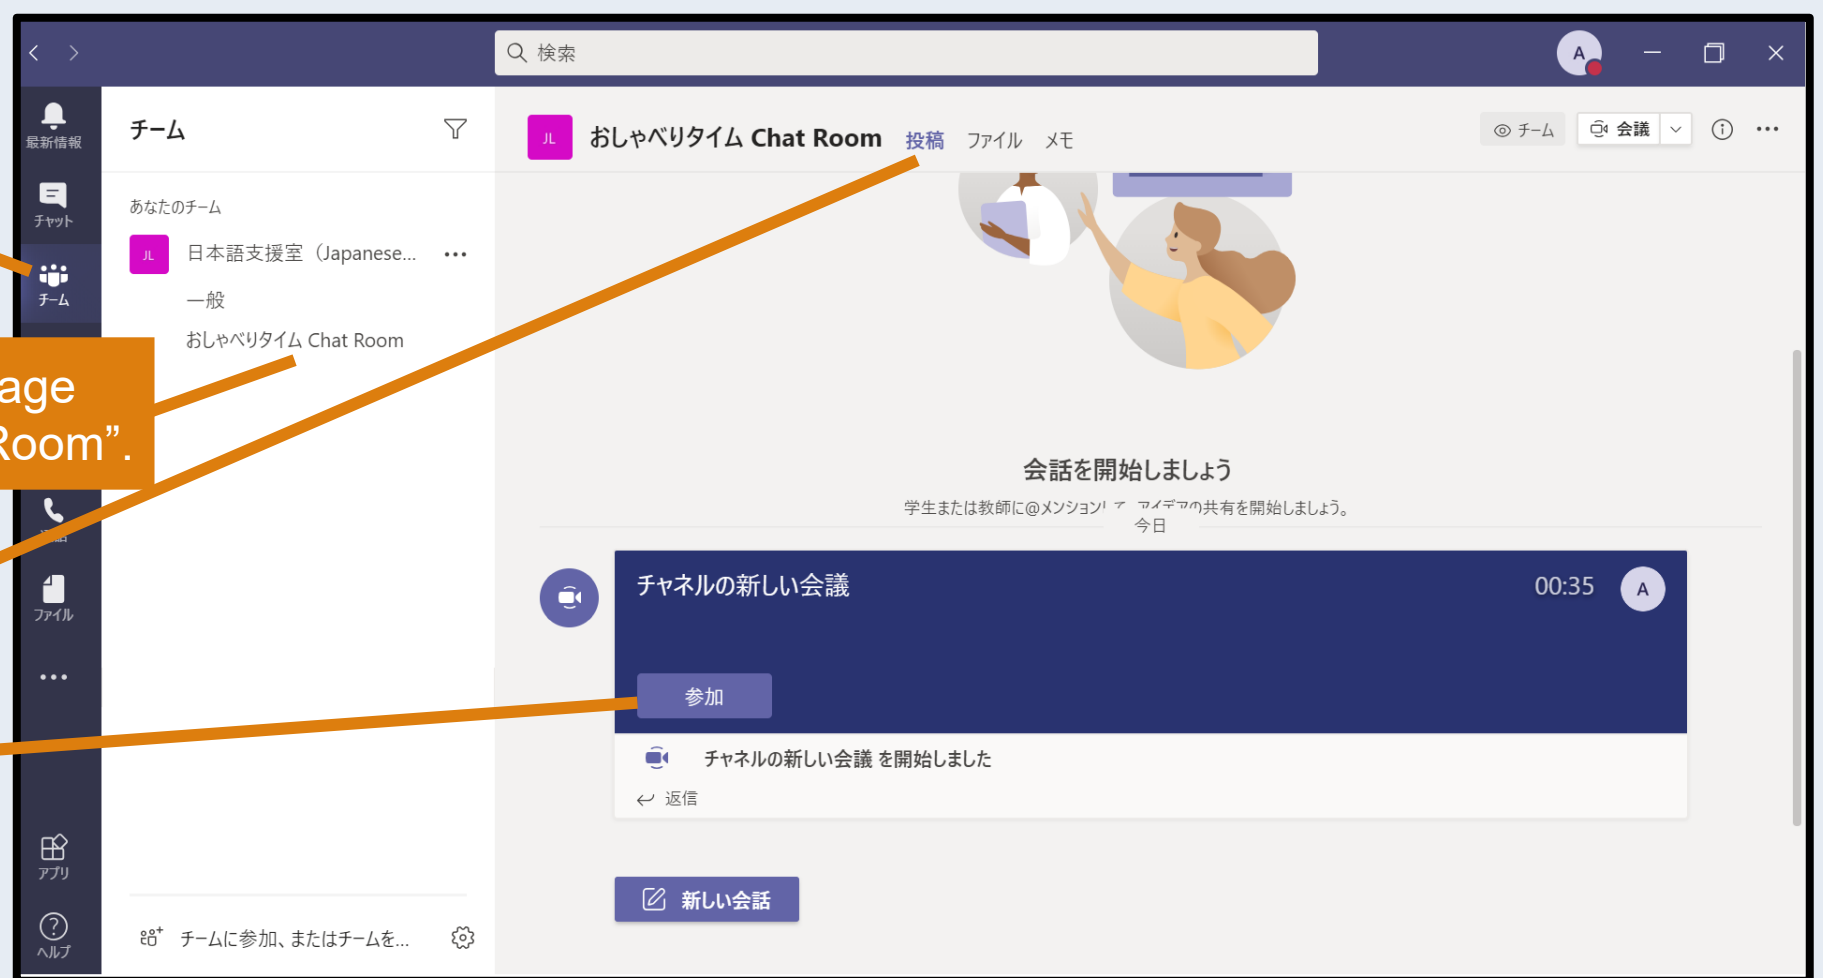 検索
A
最新情報
チャット
チーム
ファイル
アプリ
ヘルプ
チーム
あなたのチーム
JL 日本語支援室（Japanese...
一般
おしゃべりタイム Chat Room
age
Room”.
チームに参加、またはチームを...
JL おしゃべりタイム Chat Room 投稿 ファイル メモ
チーム 会議
会話を開始しましょう
学生または教師に@メンションして、アイデアの共有を開始しましょう。
今日
チャネルの新しい会議 00:35 A
参加
チャネルの新しい会議 を開始しました
返信
新しい会話